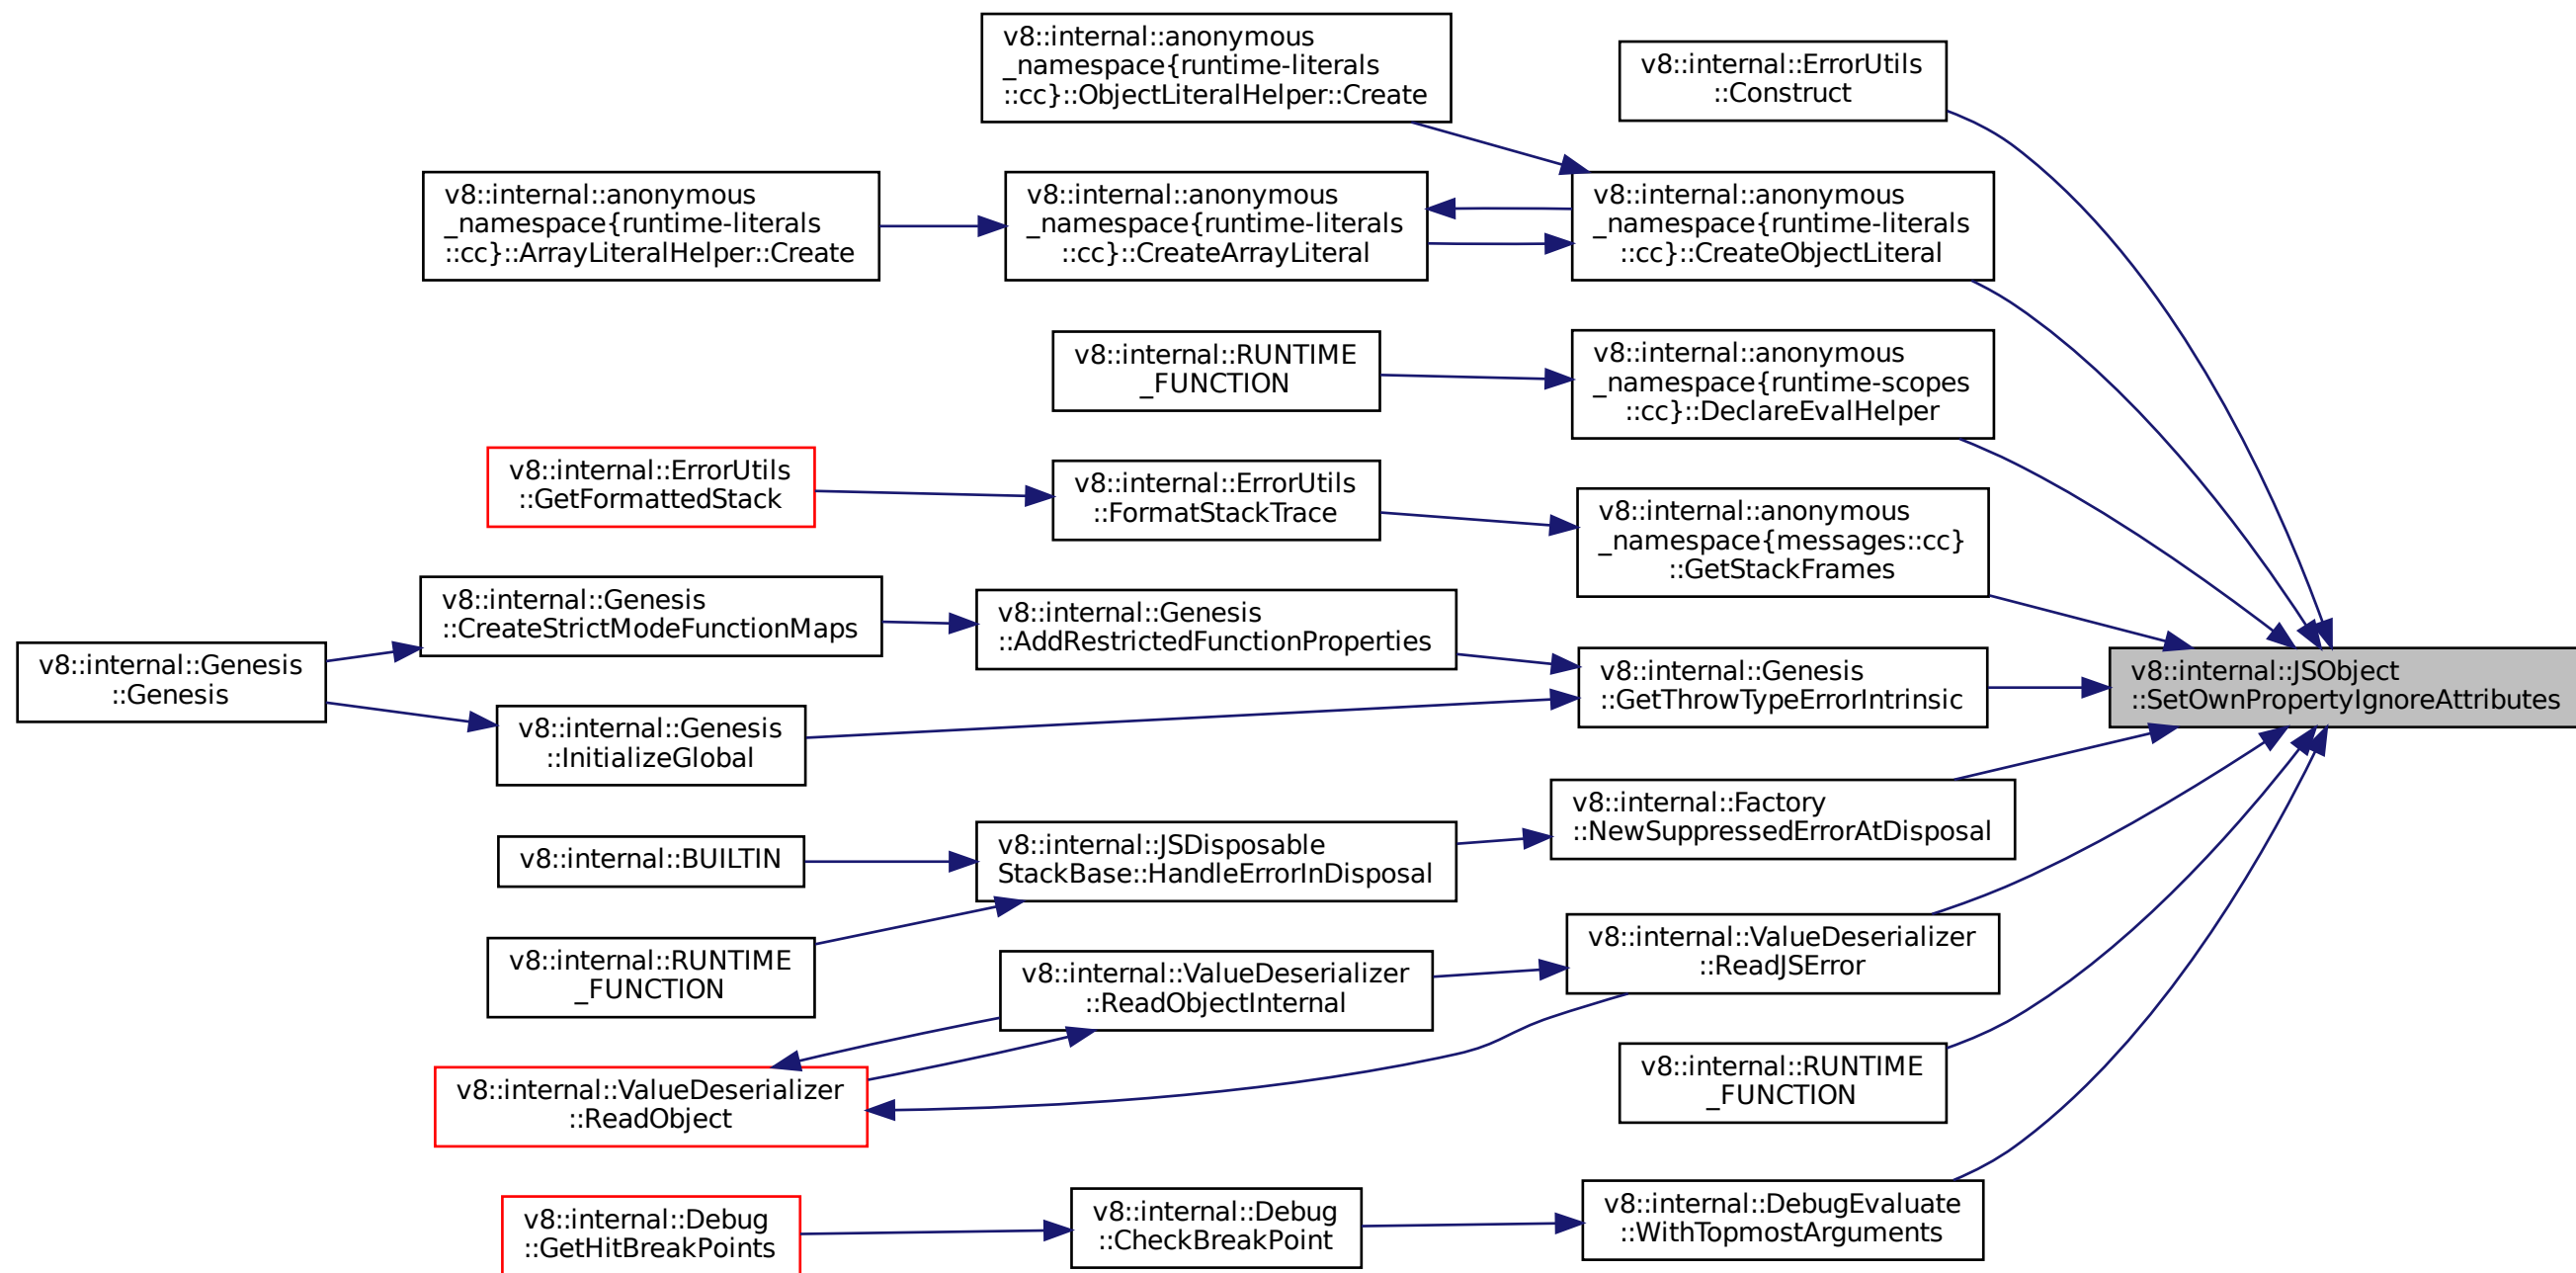 v8::internal::anonymous
_namespace{runtime-literals
::cc}::ObjectLiteralHelper::Create
v8::internal::ErrorUtils
::Construct
v8::internal::anonymous
_namespace{runtime-literals
::cc}::ArrayLiteralHelper::Create
v8::internal::anonymous
_namespace{runtime-literals
::cc}::CreateArrayLiteral
v8::internal::anonymous
_namespace{runtime-literals
::cc}::CreateObjectLiteral
v8::internal::RUNTIME
_FUNCTION
v8::internal::anonymous
_namespace{runtime-scopes
::cc}::DeclareEvalHelper
v8::internal::ErrorUtils
::GetFormattedStack
v8::internal::ErrorUtils
::FormatStackTrace
v8::internal::anonymous
_namespace{messages::cc}
::GetStackFrames
v8::internal::Genesis
::Genesis
v8::internal::Genesis
::CreateStrictModeFunctionMaps
v8::internal::Genesis
::AddRestrictedFunctionProperties
v8::internal::Genesis
::InitializeGlobal
v8::internal::Genesis
::GetThrowTypeErrorIntrinsic
v8::internal::JSObject
::SetOwnPropertyIgnoreAttributes
v8::internal::BUILTIN
v8::internal::JSDisposable
StackBase::HandleErrorInDisposal
v8::internal::Factory
::NewSuppressedErrorAtDisposal
v8::internal::RUNTIME
_FUNCTION
v8::internal::ValueDeserializer
::ReadObjectInternal
v8::internal::ValueDeserializer
::ReadJSError
v8::internal::ValueDeserializer
::ReadObject
v8::internal::RUNTIME
_FUNCTION
v8::internal::Debug
::GetHitBreakPoints
v8::internal::Debug
::CheckBreakPoint
v8::internal::DebugEvaluate
::WithTopmostArguments